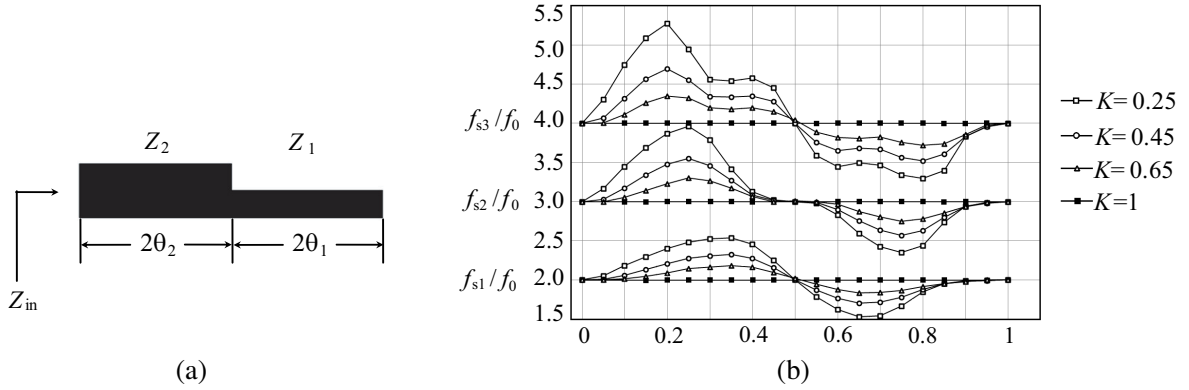 Z2
Z1
2θ2
2θ1
Zin
(a)
5.5
5.0
4.5
fs3/f0 4.0
3.5
fs2/f0 3.0
2.5
fs1/f0 2.0
1.5
0 0.2 0.4 0.6 0.8 1
K= 0.25
K= 0.45
K= 0.65
K=1
(b)